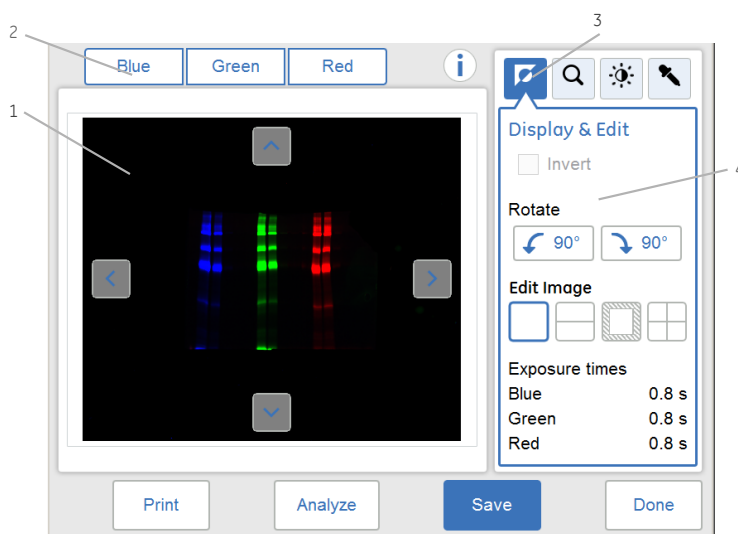 3
2
Blue Green Red i
1
Display & Edit
Invert
4
Rotate
90° 90°
Edit Image
Exposure times
Blue 0.8 s
Green 0.8 s
Red 0.8 s
Print Analyze Save Done